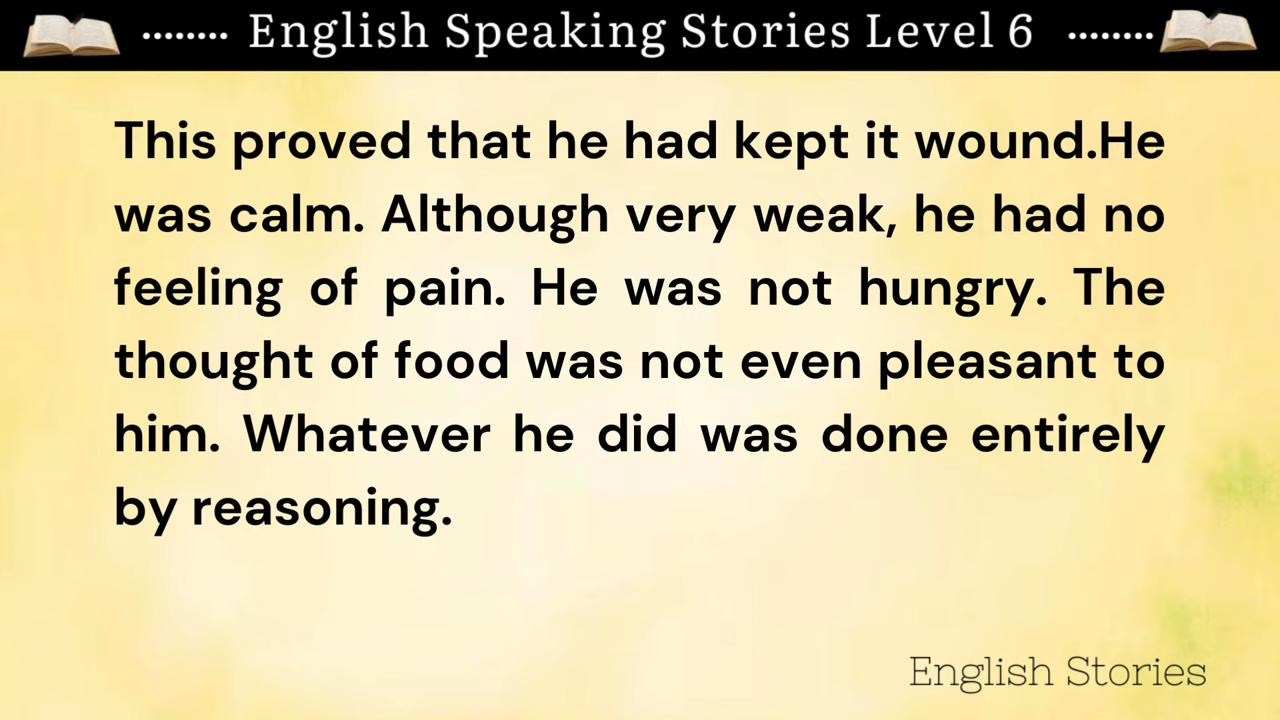 ........ English Speaking Stories Level 6 ........
This proved that he had kept it wound.He
was calm. Although very weak, he had no
feeling of pain. He was not hungry. The
thought of food was not even pleasant to
him. Whatever he did was done entirely
by reasoning.
English Stories